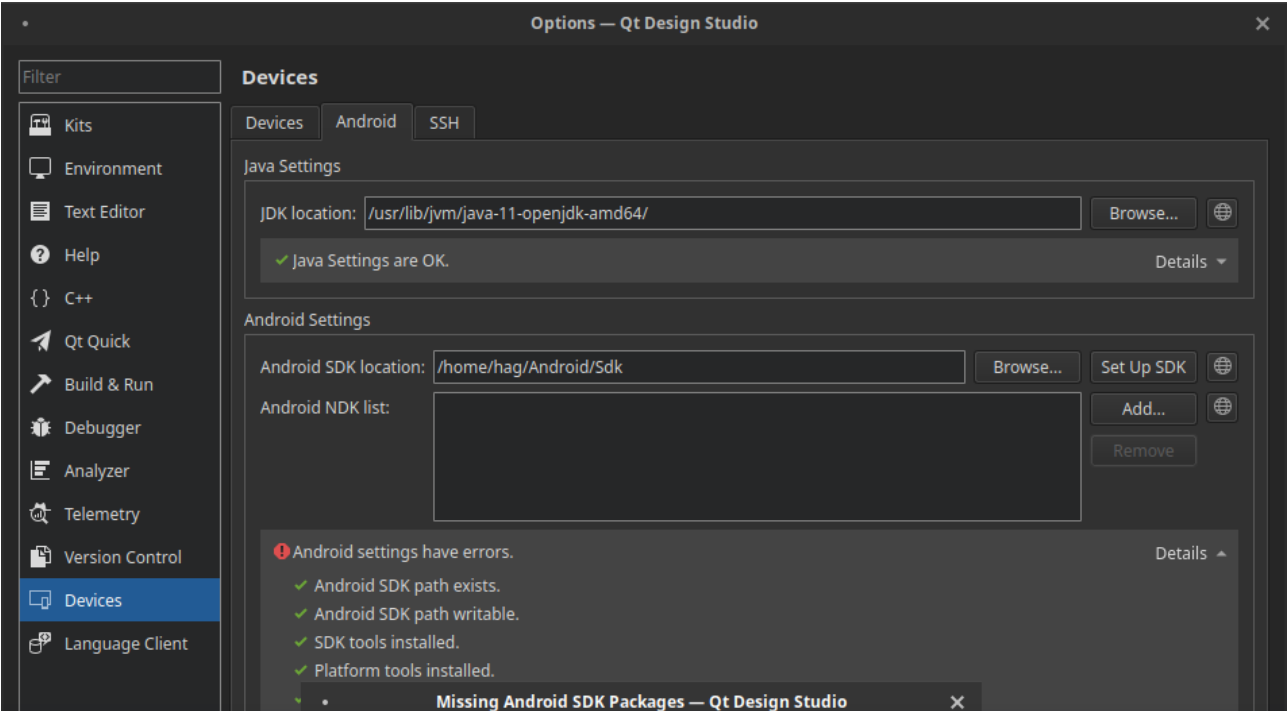 Options — Qt Design Studio
Filter
Devices
Kits
Environment
Text Editor
Help
C++
Qt Quick
Build & Run
Debugger
Analyzer
Telemetry
Version Control
Devices
Language Client
Devices Android SSH
Java Settings
JDK location: /usr/lib/jvm/java-11-openjdk-amd64/ Browse...
Java Settings are OK. Details
Android Settings
Android SDK location: /home/hag/Android/Sdk Browse... Set Up SDK
Android NDK list: Add...
Remove
Android settings have errors. Details
Android SDK path exists.
Android SDK path writable.
SDK tools installed.
Platform tools installed.
Missing Android SDK Packages — Qt Design Studio